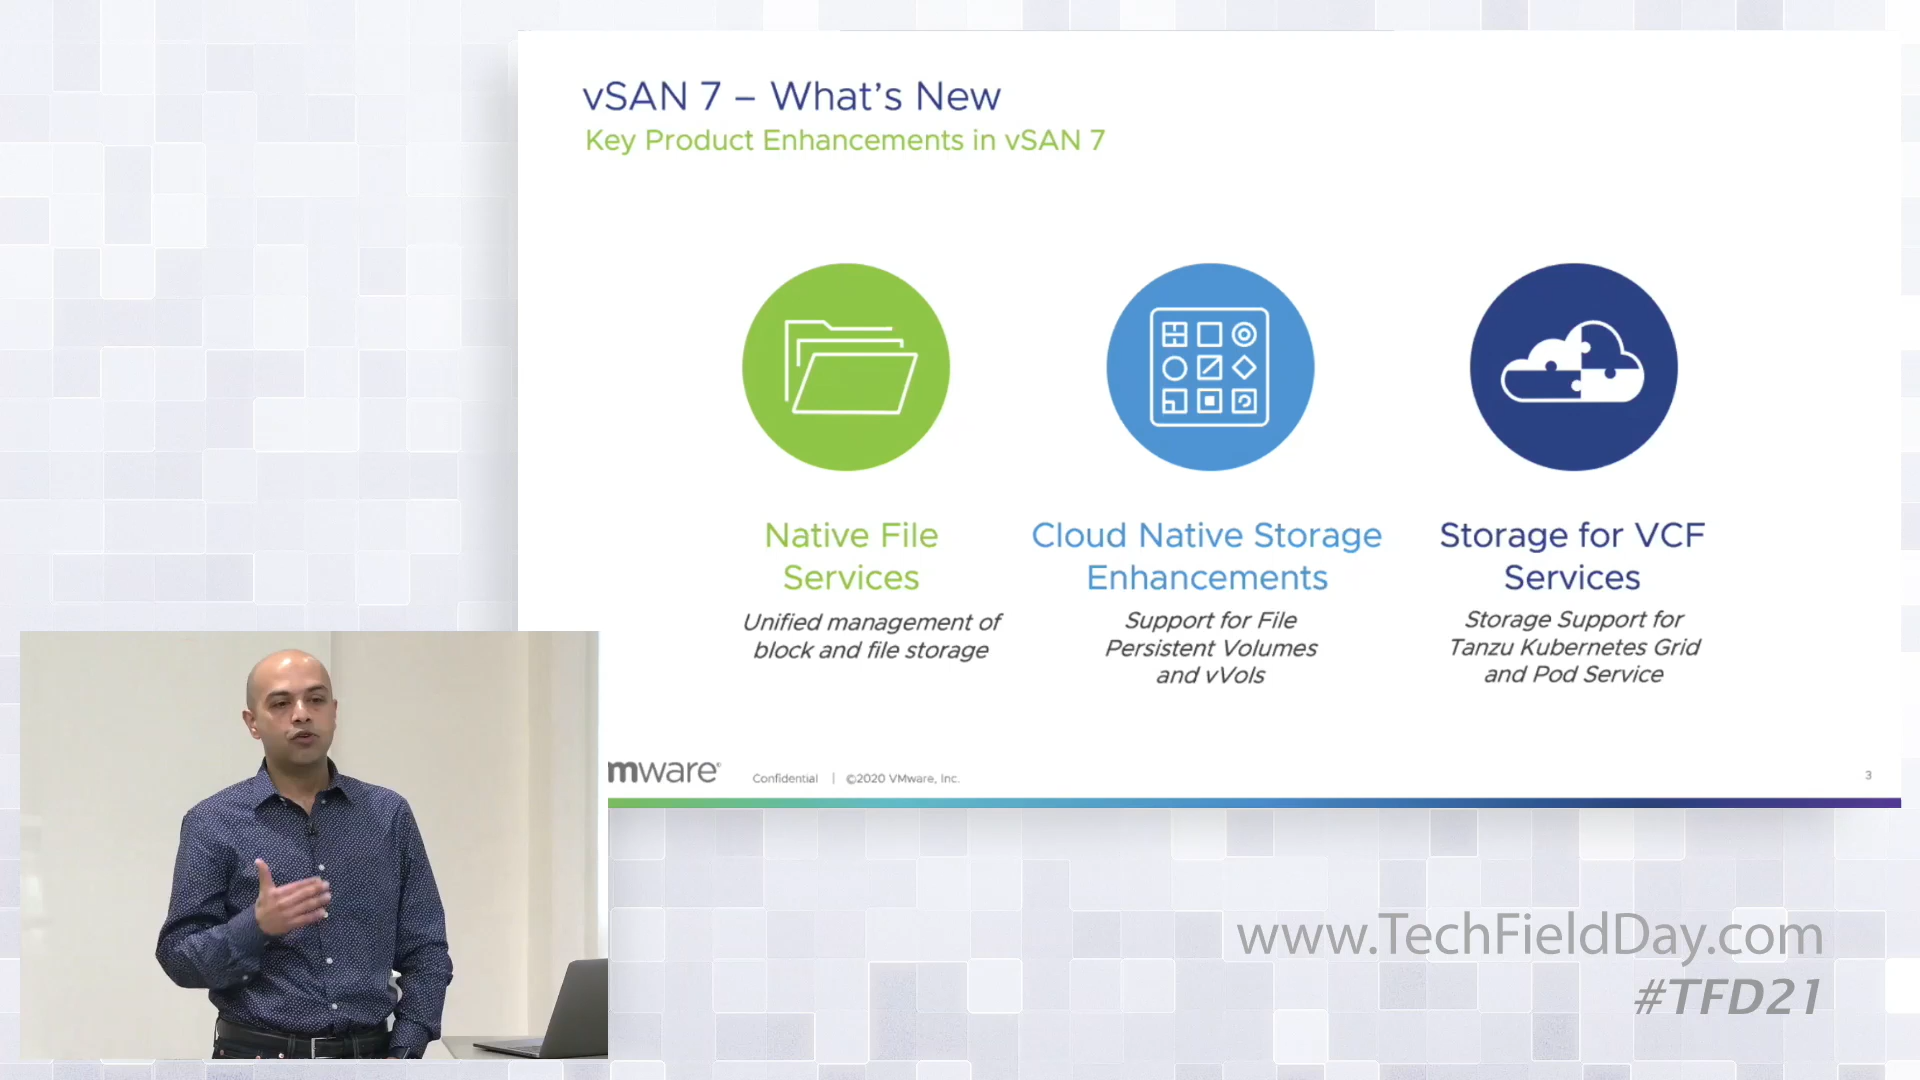 vSAN 7 – What's New
Key Product Enhancements in vSAN 7
Native File
Services
Unified management of
block and file storage
Cloud Native Storage
Enhancements
Support for File
Persistent Volumes
and vVols
Storage for VCF
Services
Storage Support for
Tanzu Kubernetes Grid
and Pod Service
mware®
Confidential | ©2020 VMware, Inc.
3
www.TechFieldDay.com
#TFD21